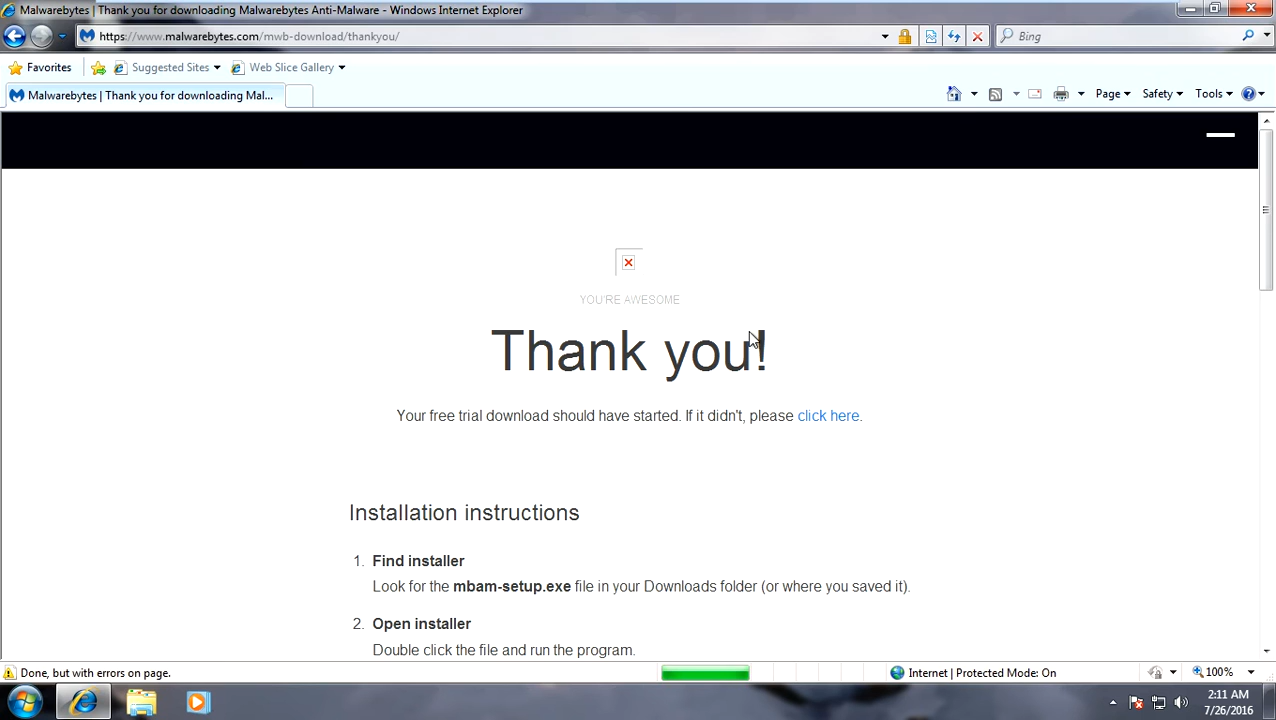 Malwarebytes | Thank you for downloading Malwarebytes Anti-Malware - Windows Internet Explorer
https://www.malwarebytes.com/mwb-download/thankyou/
Bing
Favorites Suggested Sites Web Slice Gallery
Malwarebytes | Thank you for downloading Mal...
Page Safety Tools
YOU'RE AWESOME
Thank you!
Your free trial download should have started. If it didn't, please click here.
Installation instructions
1. Find installer
Look for the mbam-setup.exe file in your Downloads folder (or where you saved it).
2. Open installer
Double click the file and run the program.
Done, but with errors on page. Internet | Protected Mode: On 100%
2:11 AM
7/26/2016